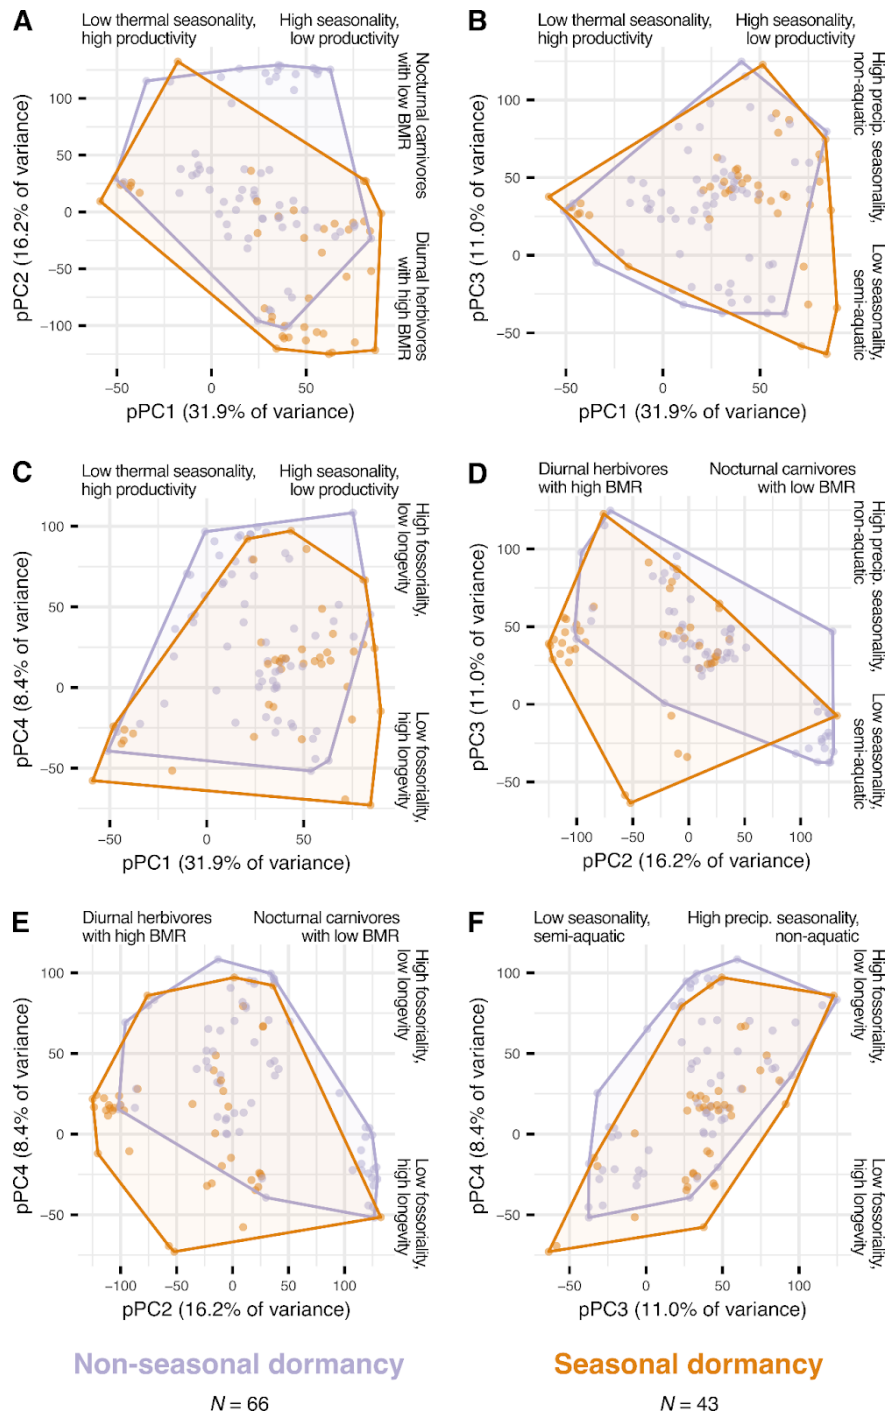 A
Low thermal seasonality,
high productivity
High seasonality,
low productivity
Nocturnal carnivores
with low BMR
Diurnal herbivores
with high BMR
pPC2 (16.2% of variance)
100
50
0
−50
−100
−50
0
50
pPC1 (31.9% of variance)
B
Low thermal seasonality,
high productivity
High seasonality,
low productivity
High precip. seasonality,
non-aquatic
Low seasonality,
semi-aquatic
pPC3 (11.0% of variance)
100
50
0
−50
−50
0
50
pPC1 (31.9% of variance)
C
Low thermal seasonality,
high productivity
High seasonality,
low productivity
High fossoriality,
low longevity
Low fossoriality,
high longevity
pPC4 (8.4% of variance)
100
50
0
−50
−50
0
50
pPC1 (31.9% of variance)
D
Diurnal herbivores
with high BMR
Nocturnal carnivores
with low BMR
High precip. seasonality,
non-aquatic
Low seasonality,
semi-aquatic
pPC3 (11.0% of variance)
100
50
0
−50
−100
−50
0
50
100
pPC2 (16.2% of variance)
E
Diurnal herbivores
with high BMR
Nocturnal carnivores
with low BMR
High fossoriality,
low longevity
Low fossoriality,
high longevity
pPC4 (8.4% of variance)
100
50
0
−50
−100
−50
0
50
100
pPC2 (16.2% of variance)
F
Low seasonality,
semi-aquatic
High precip. seasonality,
non-aquatic
High fossoriality,
low longevity
Low fossoriality,
high longevity
pPC4 (8.4% of variance)
100
50
0
−50
−50
0
50
100
pPC3 (11.0% of variance)
Non-seasonal dormancy
N = 66
Seasonal dormancy
N = 43